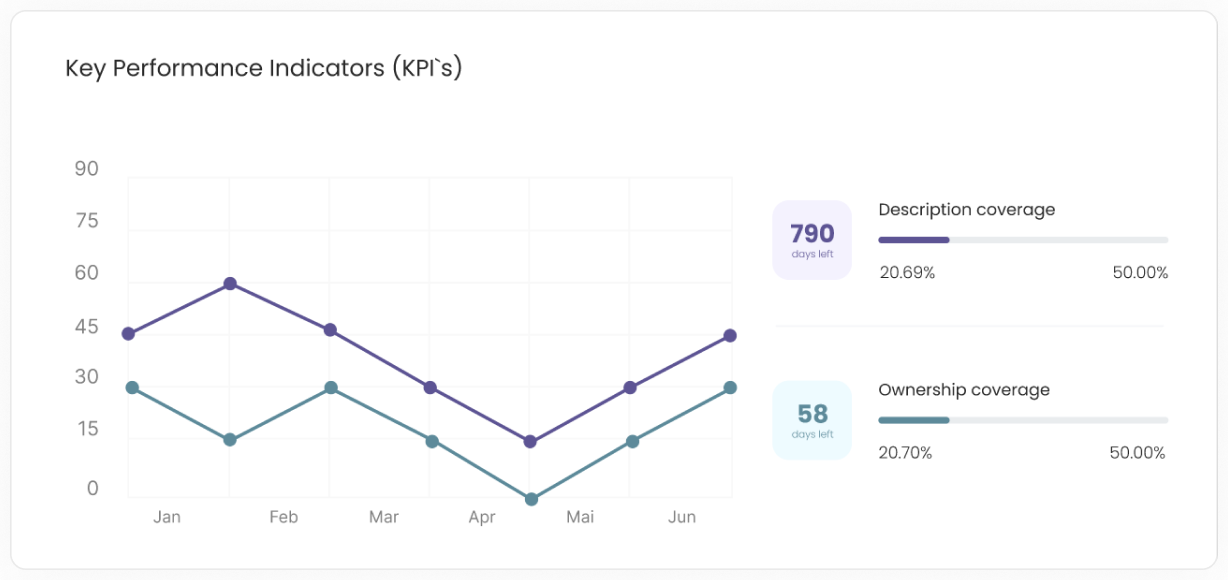 Key Performance Indicators (KPI`s)
90
75
60
45
30
15
0
Jan Feb Mar Apr Mai Jun
790
days left
Description coverage
20.69% 50.00%
58
days left
Ownership coverage
20.70% 50.00%